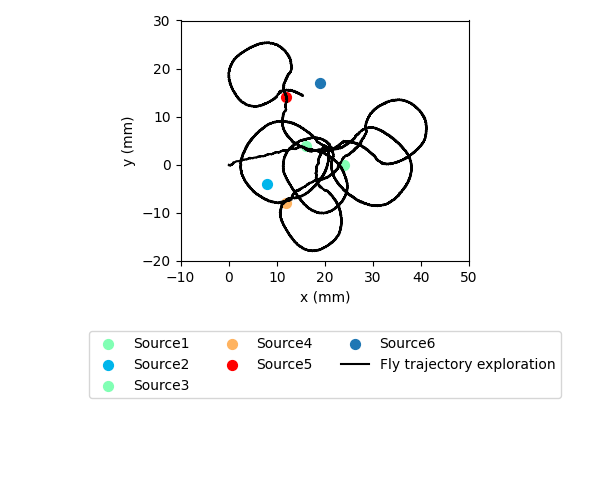 30
20
10
0
−10
−20
y (mm)
−10 0 10 20 30 40 50
x (mm)
Source1 Source4 Source6
Source2 Source5 Fly trajectory exploration
Source3